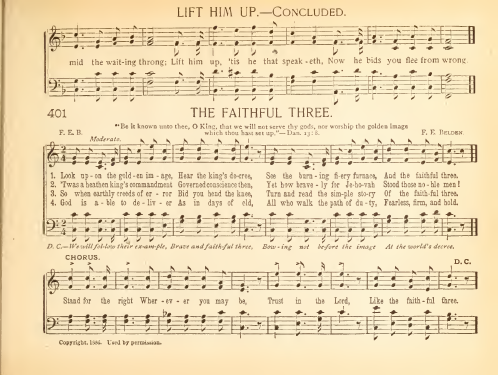 LIFT HIM UP.—CONCLUDED.
mid the wait-ing throng; Lift him up, 'tis he that speak-eth, Now he bids you flee from wrong.
401 THE FAITHFUL THREE.
"Be it known unto thee, O King, that we will not serve thy gods, nor worship the golden image
F. E. B. which thou hast set up."—Dan. F. E. BELDEN.
Moderato.
1. Look up-on the gold-en im-age, Hear the king's de-cree, See the burn-ing fi-ery furnace, And the faithful three.
2. 'Twas a heathen king's commandment Governed conscience then, Yet how brave-ly for Je-ho-vah Stood those no-ble men!
3. So when earthly creeds of er-ror Bid you bend the knee, Turn and read the sim-ple sto-ry Of the faith-ful three.
4. God is a-ble to de-liv-er As in days of old, All who walk the path of du-ty, Fearless, firm, and bold.
D. C.—We will fol-low their ex-am-ple, Brave and faith-ful three, Bow-ing not before the image At the world's decree.
CHORUS. D. C.
Stand for the right Wher-ev-er you may be, Trust in the Lord, Like the faith-ful three.
Copyright, 1886. Used by permission.